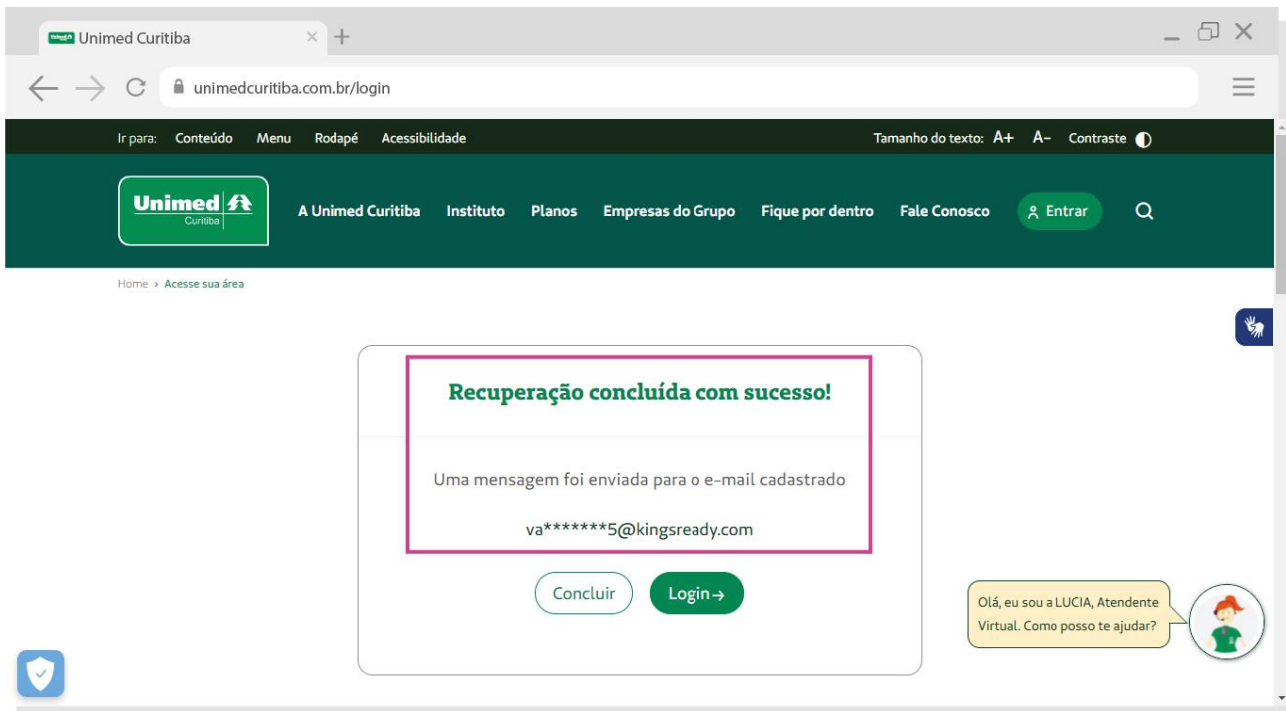 Unimed Curitiba
unimedcuritiba.com.br/login
Ir para: Conteúdo Menu Rodapé Acessibilidade Tamanho do texto: A+ A- Contraste
Unimed
Curitiba
A Unimed Curitiba Instituto Planos Empresas do Grupo Fique por dentro Fale Conosco Entrar
Home > Acesse sua área
Recuperação concluída com sucesso!
Uma mensagem foi enviada para o e-mail cadastrado
va*******5@kingsready.com
Concluir Login→
Olá, eu sou a LUCIA, Atendente
Virtual. Como posso te ajudar?